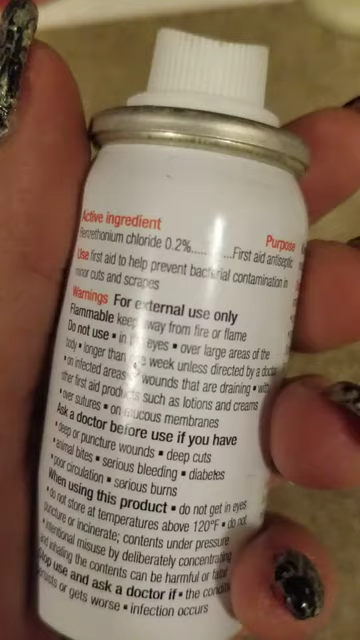 Active ingredient
Purpose
Benzethonium chloride 0.2%......... First aid antiseptic
Use first aid to help prevent bacterial contamination in
minor cuts and scrapes
Warnings For external use only
Flammable keep away from fire or flame
Do not use • in eyes • over large areas of the
body • longer than week unless directed by a doctor
• on infected areas wounds that are draining • with
other first aid products such as lotions and creams
• over sutures • on mucous membranes
Ask a doctor before use if you have
• deep or puncture wounds • deep cuts
• animal bites • serious bleeding • diabetes
• poor circulation • serious burns
When using this product • do not get in eyes
• do not store at temperatures above 120°F • do not
puncture or incinerate; contents under pressure
• intentional misuse by deliberately concentrating
and inhaling the contents can be harmful or fatal
Stop use and ask a doctor if • the condition
persists or gets worse • infection occurs